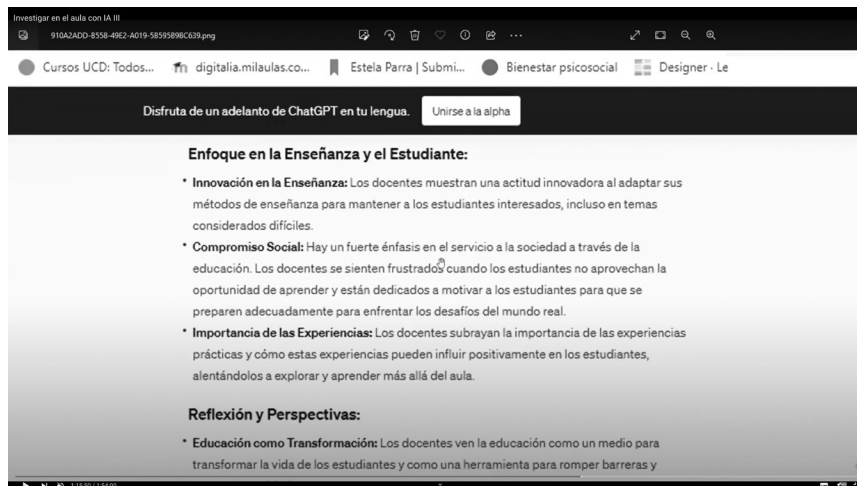 Investigar en el aula con IA III
910A2ADD-8558-49E2-A019-5B595B9BC639.png
Cursos UCD: Todos... digitalia.milaulas.co... Estela Parra | Submi... Bienestar psicosocial Designer - Le
Disfruta de un adelanto de ChatGPT en tu lengua. Unirse a la alpha
Enfoque en la Enseñanza y el Estudiante:
• Innovación en la Enseñanza: Los docentes muestran una actitud innovadora al adaptar sus
métodos de enseñanza para mantener a los estudiantes interesados, incluso en temas
considerados difíciles.
• Compromiso Social: Hay un fuerte énfasis en el servicio a la sociedad a través de la
educación. Los docentes se sienten frustrados cuando los estudiantes no aprovechan la
oportunidad de aprender y están dedicados a motivar a los estudiantes para que se
preparen adecuadamente para enfrentar los desafíos del mundo real.
• Importancia de las Experiencias: Los docentes subrayan la importancia de las experiencias
prácticas y cómo estas experiencias pueden influir positivamente en los estudiantes,
alentándolos a explorar y aprender más allá del aula.
Reflexión y Perspectivas:
• Educación como Transformación: Los docentes ven la educación como un medio para
transformar la vida de los estudiantes y como una herramienta para romper barreras y
1:15:50 / 1:54:00